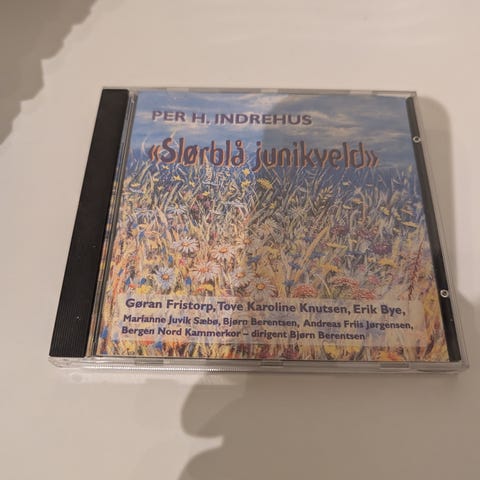 PER H. INDREHUS
«Slørblå junikveld»
Gøran Fristorp, Tove Karoline Knutsen, Erik Bye,
Marianne Juvik Sæbø, Bjørn Berentsen, Andreas Friis Jørgensen,
Bergen Nord Kammerkor – dirigent Bjørn Berentsen